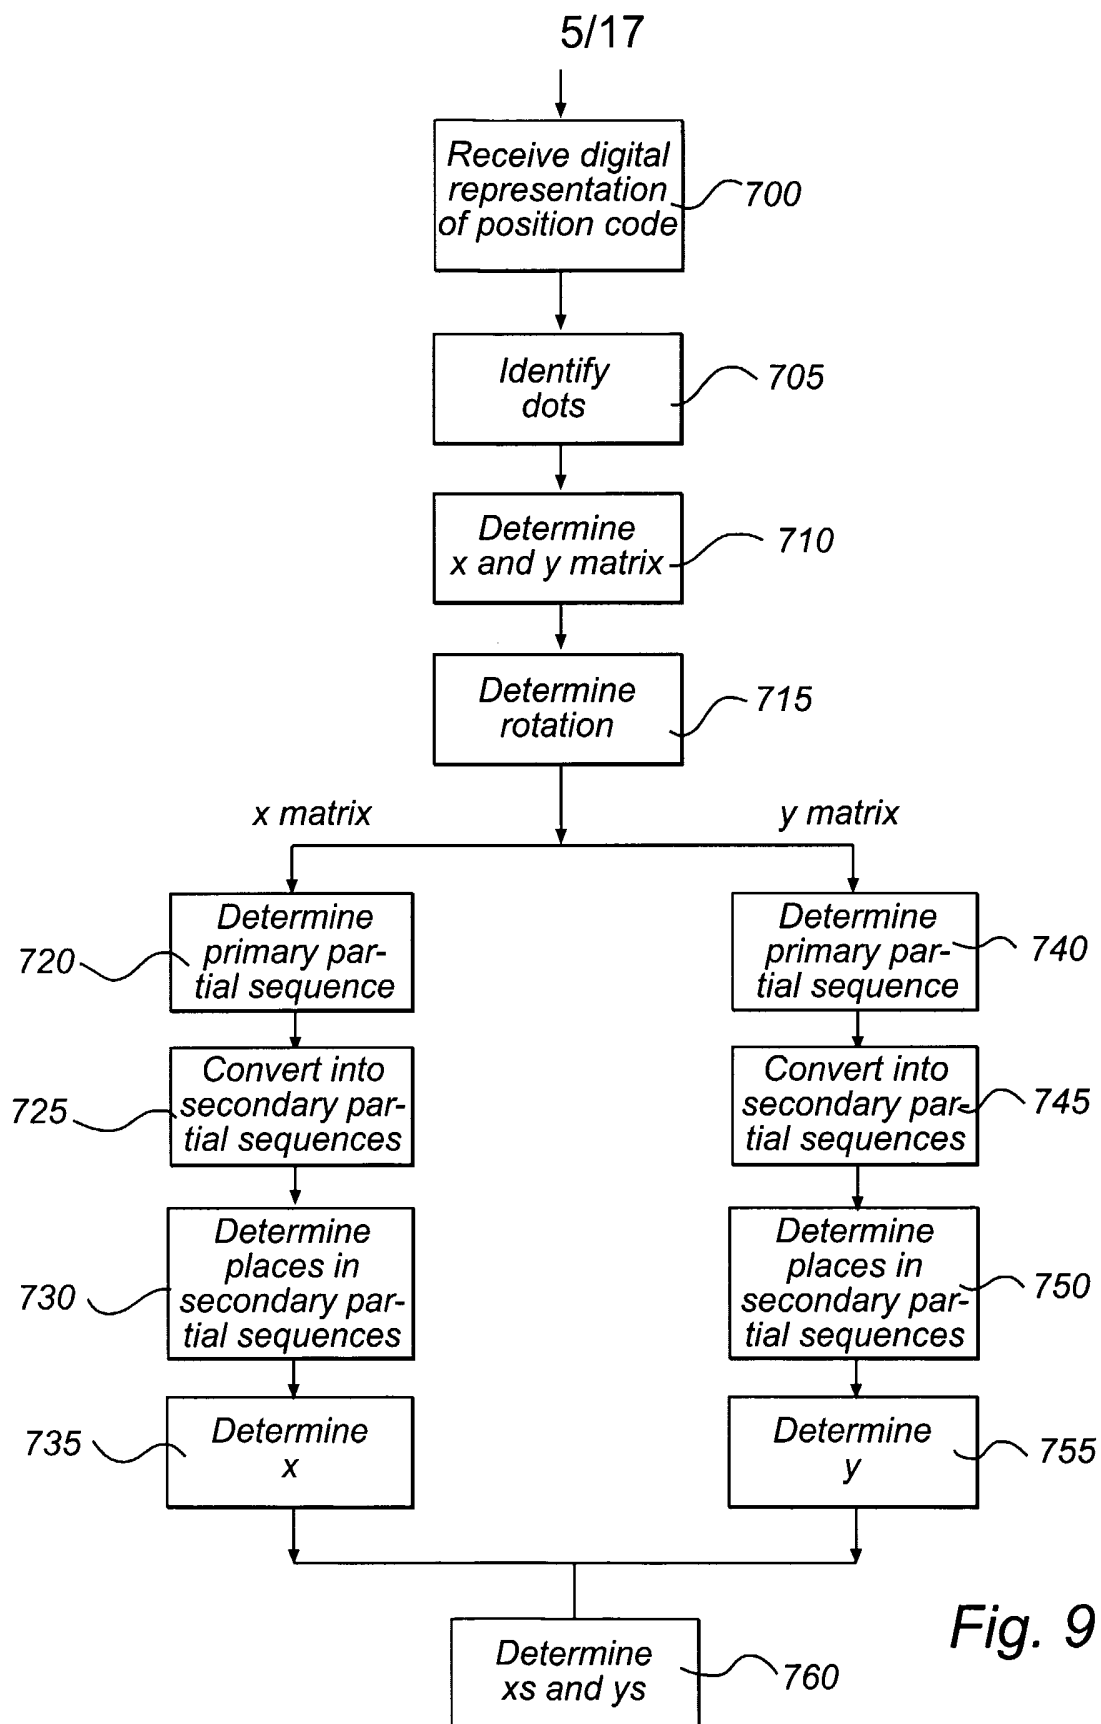 5/17
Receive digital
representation
of position code
700
Identify
dots
705
Determine
x and y matrix
710
Determine
rotation
715
x matrix
y matrix
Determine
primary par-
tial sequence
720
Determine
primary par-
tial sequence
740
Convert into
secondary par-
tial sequences
725
Convert into
secondary par-
tial sequences
745
Determine
places in
secondary par-
tial sequences
730
Determine
places in
secondary par-
tial sequences
750
Determine
x
735
Determine
y
755
Determine
xs and ys
760
Fig. 9